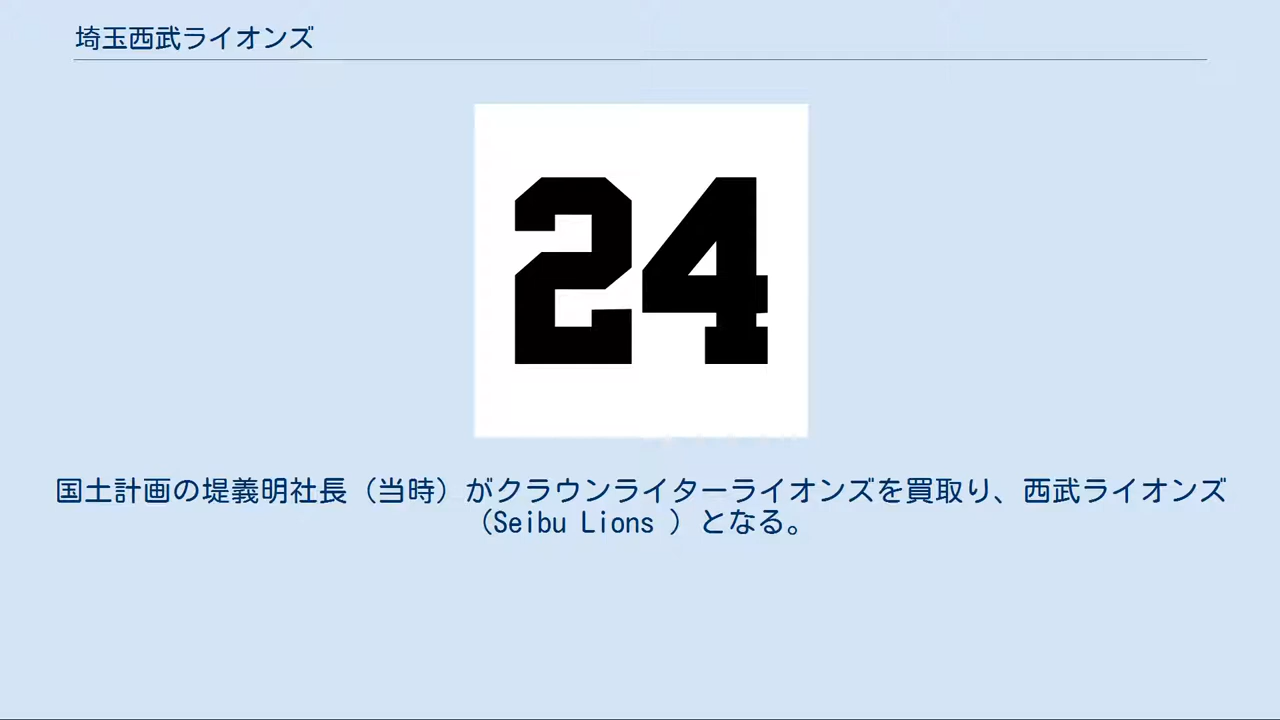 埼玉西武ライオンズ
24
国土計画の堤義明社長（当時）がクラウンライターライオンズを買取り、西武ライオンズ
（Seibu Lions ）となる。